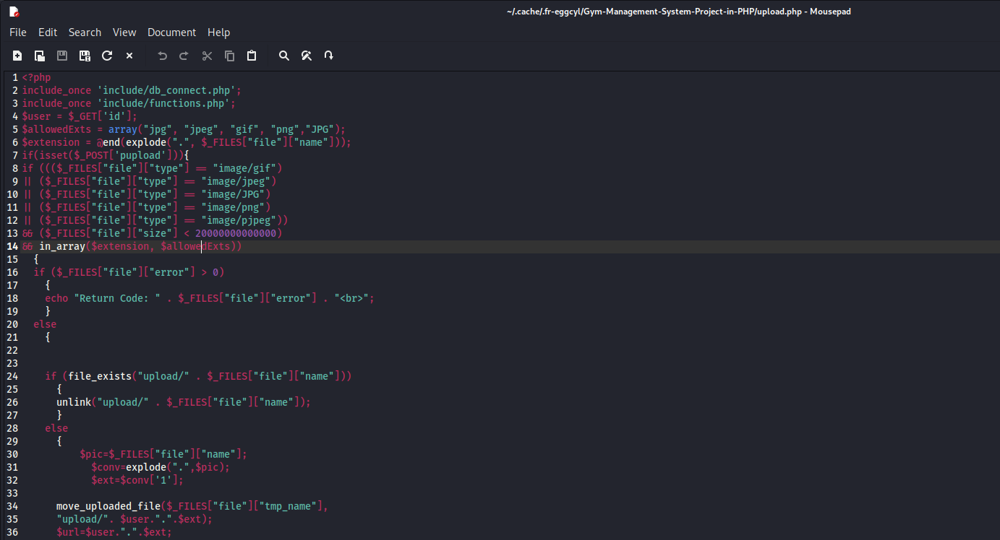 ~/.cache/.fr-eggcyl/Gym-Management-System-Project-in-PHP/upload.php - Mousepad
File Edit Search View Document Help
1 <?php
2 include_once 'include/db_connect.php';
3 include_once 'include/functions.php';
4 $user = $_GET['id'];
5 $allowedExts = array("jpg", "jpeg", "gif", "png","JPG");
6 $extension = @end(explode(".", $_FILES["file"]["name"]));
7 if(isset($_POST['pupload'])){
8 if ((($_FILES["file"]["type"] == "image/gif")
9 || ($_FILES["file"]["type"] == "image/jpeg")
10 || ($_FILES["file"]["type"] == "image/JPG")
11 || ($_FILES["file"]["type"] == "image/png")
12 || ($_FILES["file"]["type"] == "image/pjpeg"))
13 && ($_FILES["file"]["size"] < 20000000000000)
14 && in_array($extension, $allowedExts))
15 {
16 if ($_FILES["file"]["error"] > 0)
17 {
18 echo "Return Code: " . $_FILES["file"]["error"] . "<br>";
19 }
20 else
21 {
22
23
24 if (file_exists("upload/" . $_FILES["file"]["name"]))
25 {
26 unlink("upload/" . $_FILES["file"]["name"]);
27 }
28 else
29 {
30 $pic=$_FILES["file"]["name"];
31 $conv=explode(".",$pic);
32 $ext=$conv['1'];
33
34 move_uploaded_file($_FILES["file"]["tmp_name"],
35 "upload/". $user.".".$ext);
36 $url=$user.".".$ext;